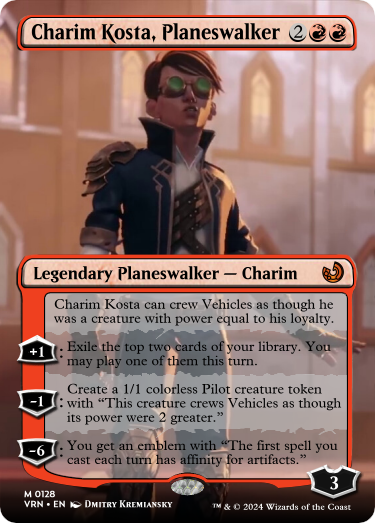 Charim Kosta, Planeswalker 2
Legendary Planeswalker — Charim
Charim Kosta can crew Vehicles as though he
was a creature with power equal to his loyalty.
+1: Exile the top two cards of your library. You
may play one of them this turn.
-1: Create a 1/1 colorless Pilot creature token
with “This creature crews Vehicles as though
its power were 2 greater.”
-6: You get an emblem with “The first spell you
cast each turn has affinity for artifacts.”
3
M 0128
VRN • EN Dmitry Kremiansky ™ & © 2024 Wizards of the Coast